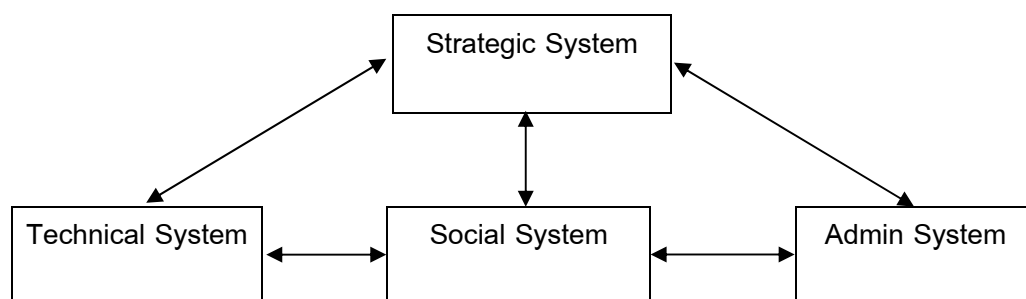 Strategic System
Technical System
Social System
Admin System